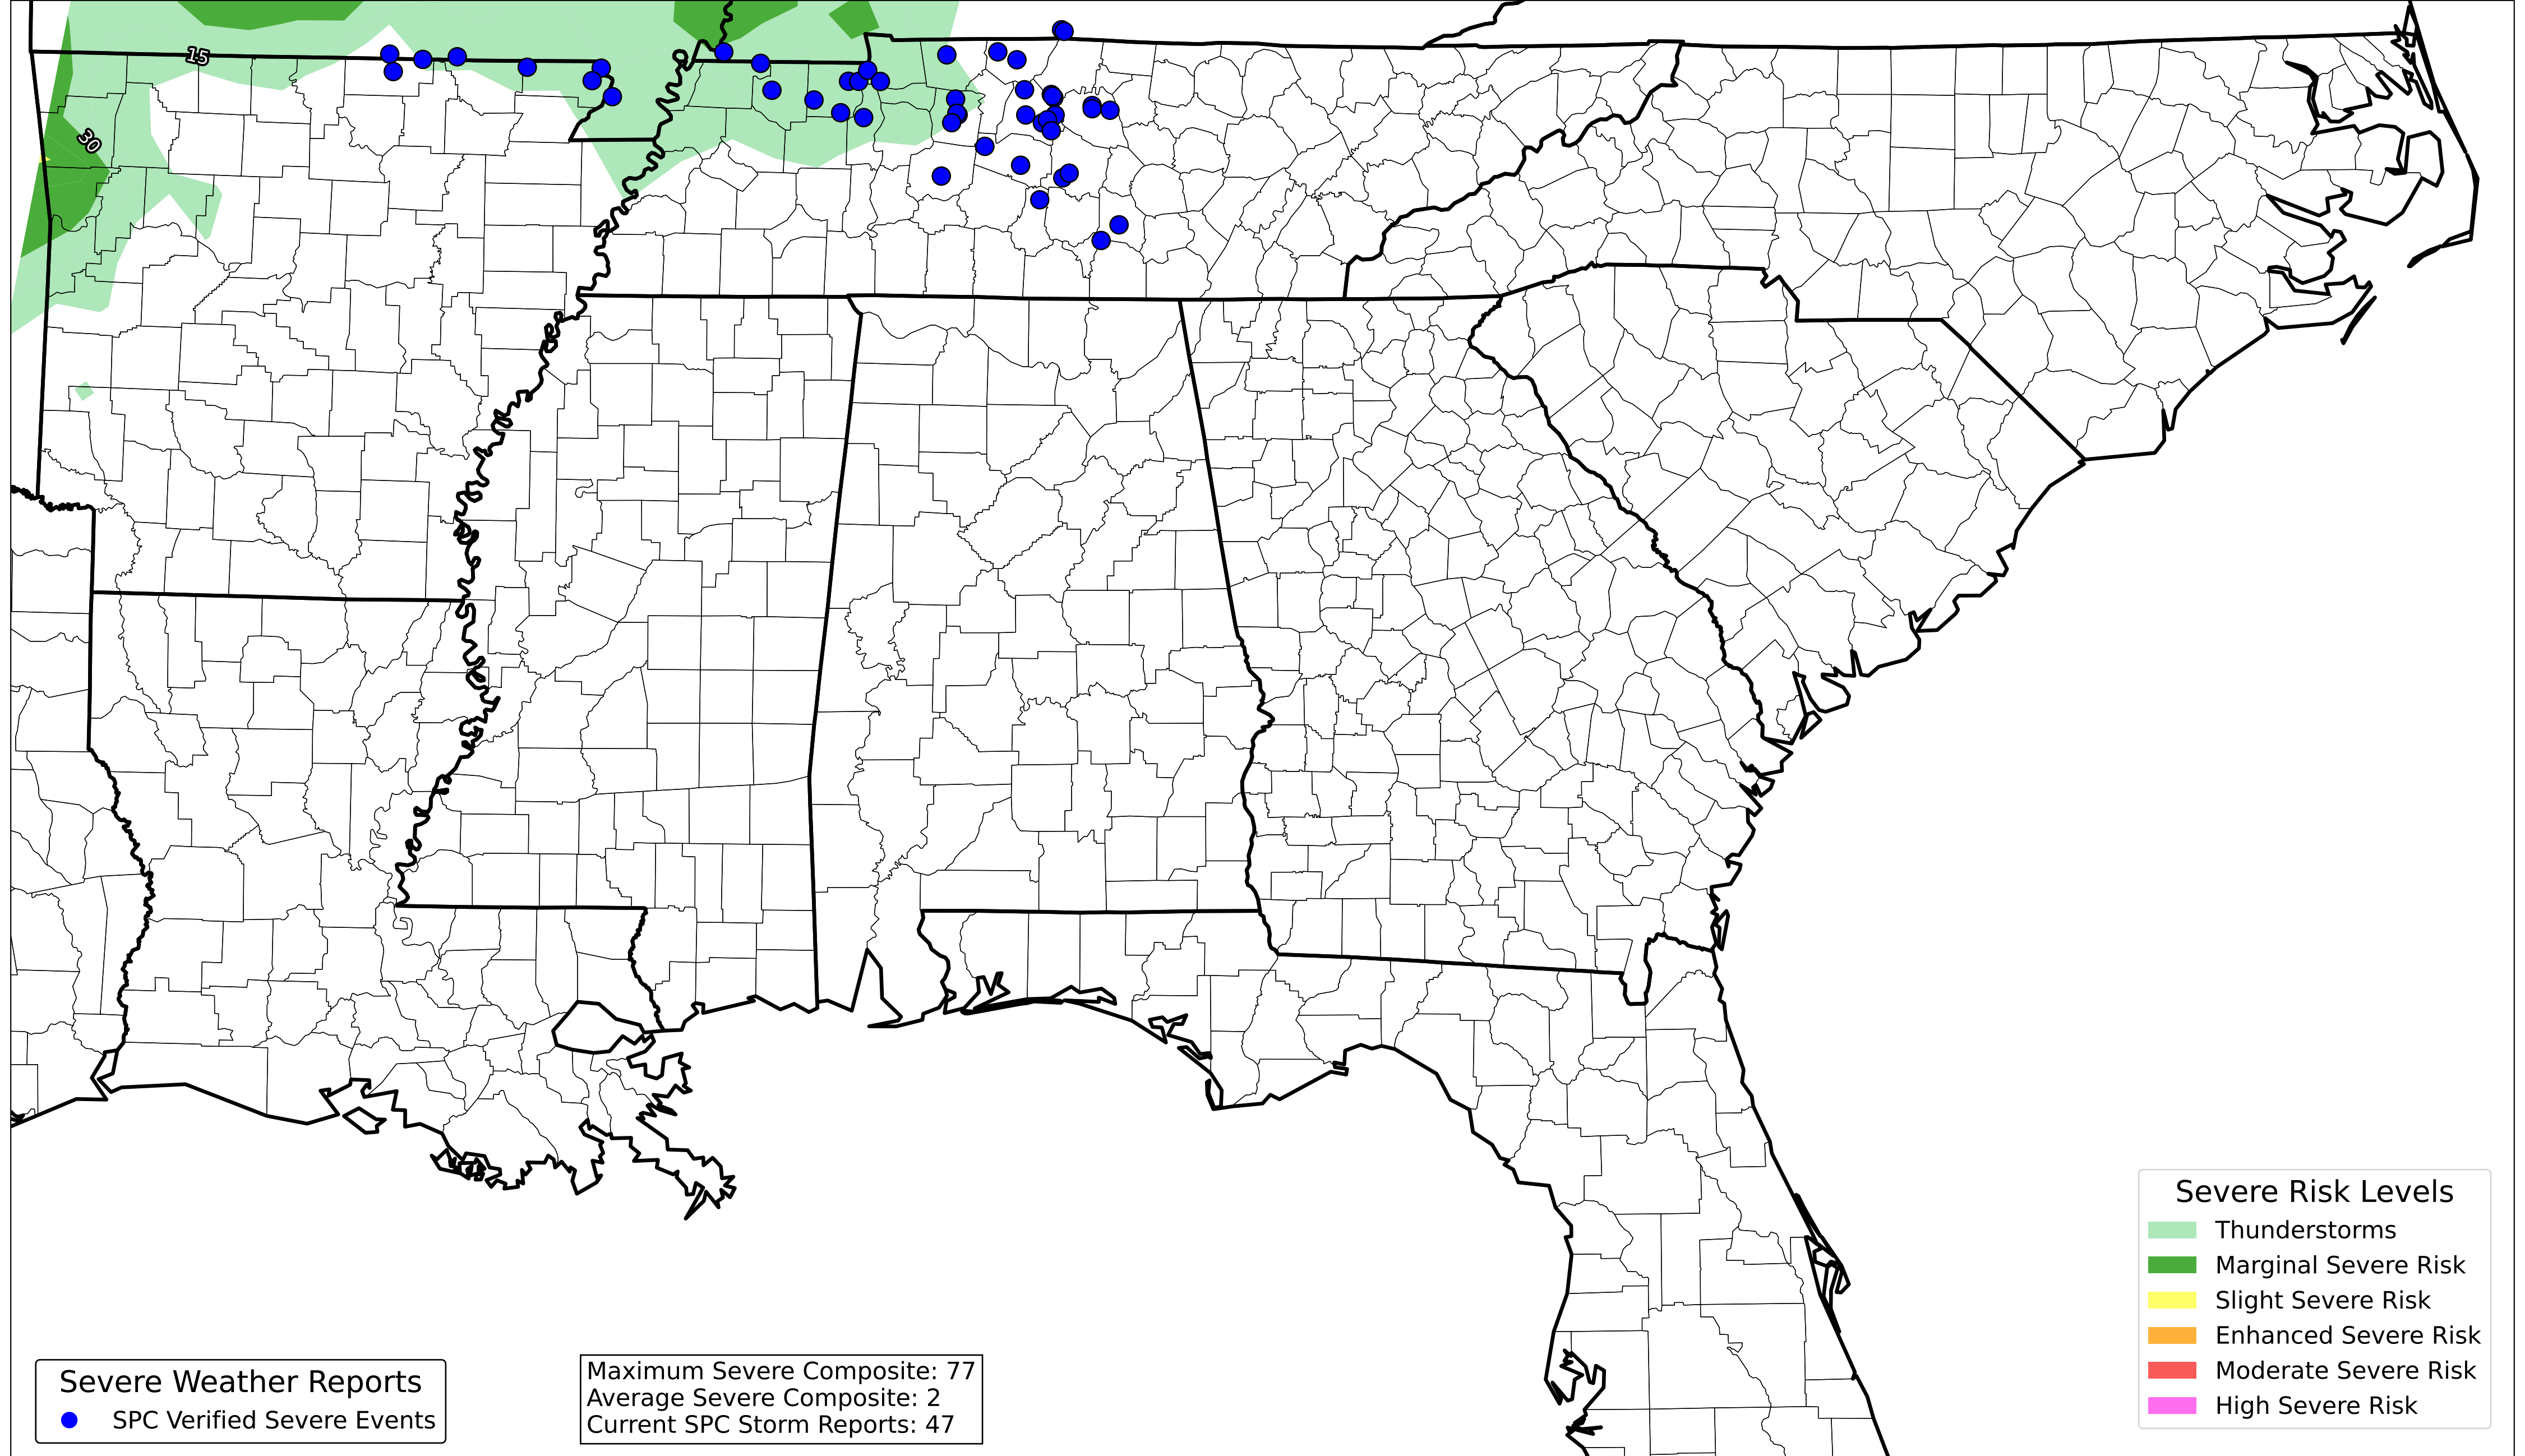 15
30
Severe Risk Levels
Thunderstorms
Marginal Severe Risk
Slight Severe Risk
Enhanced Severe Risk
Moderate Severe Risk
High Severe Risk
Severe Weather Reports
SPC Verified Severe Events
Maximum Severe Composite: 77
Average Severe Composite: 2
Current SPC Storm Reports: 47